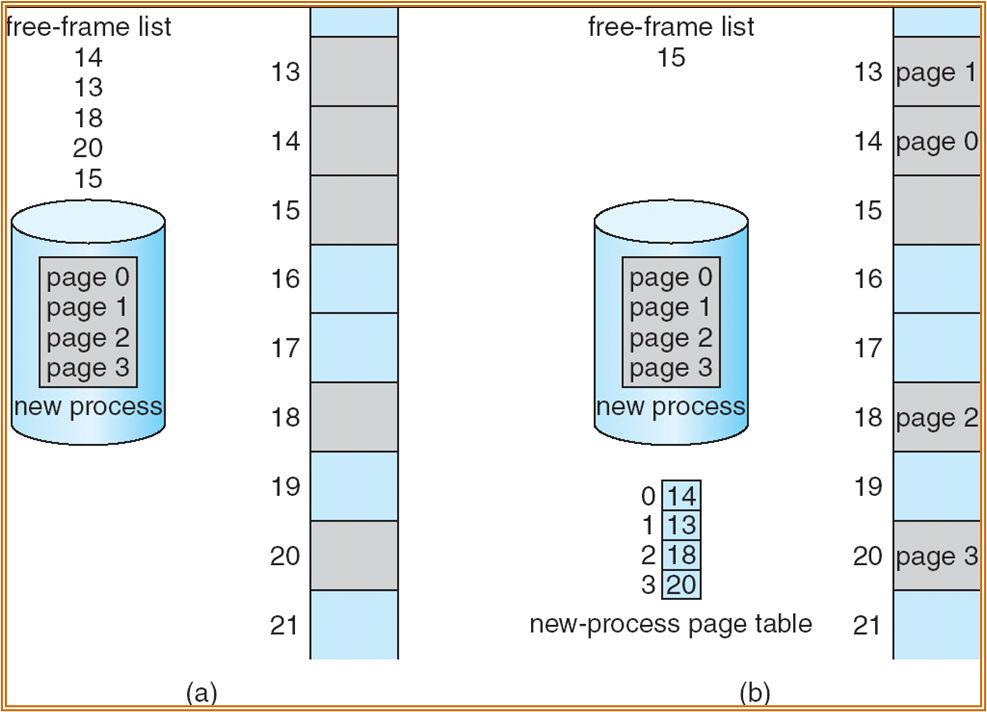 free-frame list
14
13
18
20
15
page 0
page 1
page 2
page 3
new process
13
14
15
16
17
18
19
20
21
(a)
free-frame list
15
page 0
page 1
page 2
page 3
new process
0 14
1 13
2 18
3 20
new-process page table
13 page 1
14 page 0
15
16
17
18 page 2
19
20 page 3
21
(b)